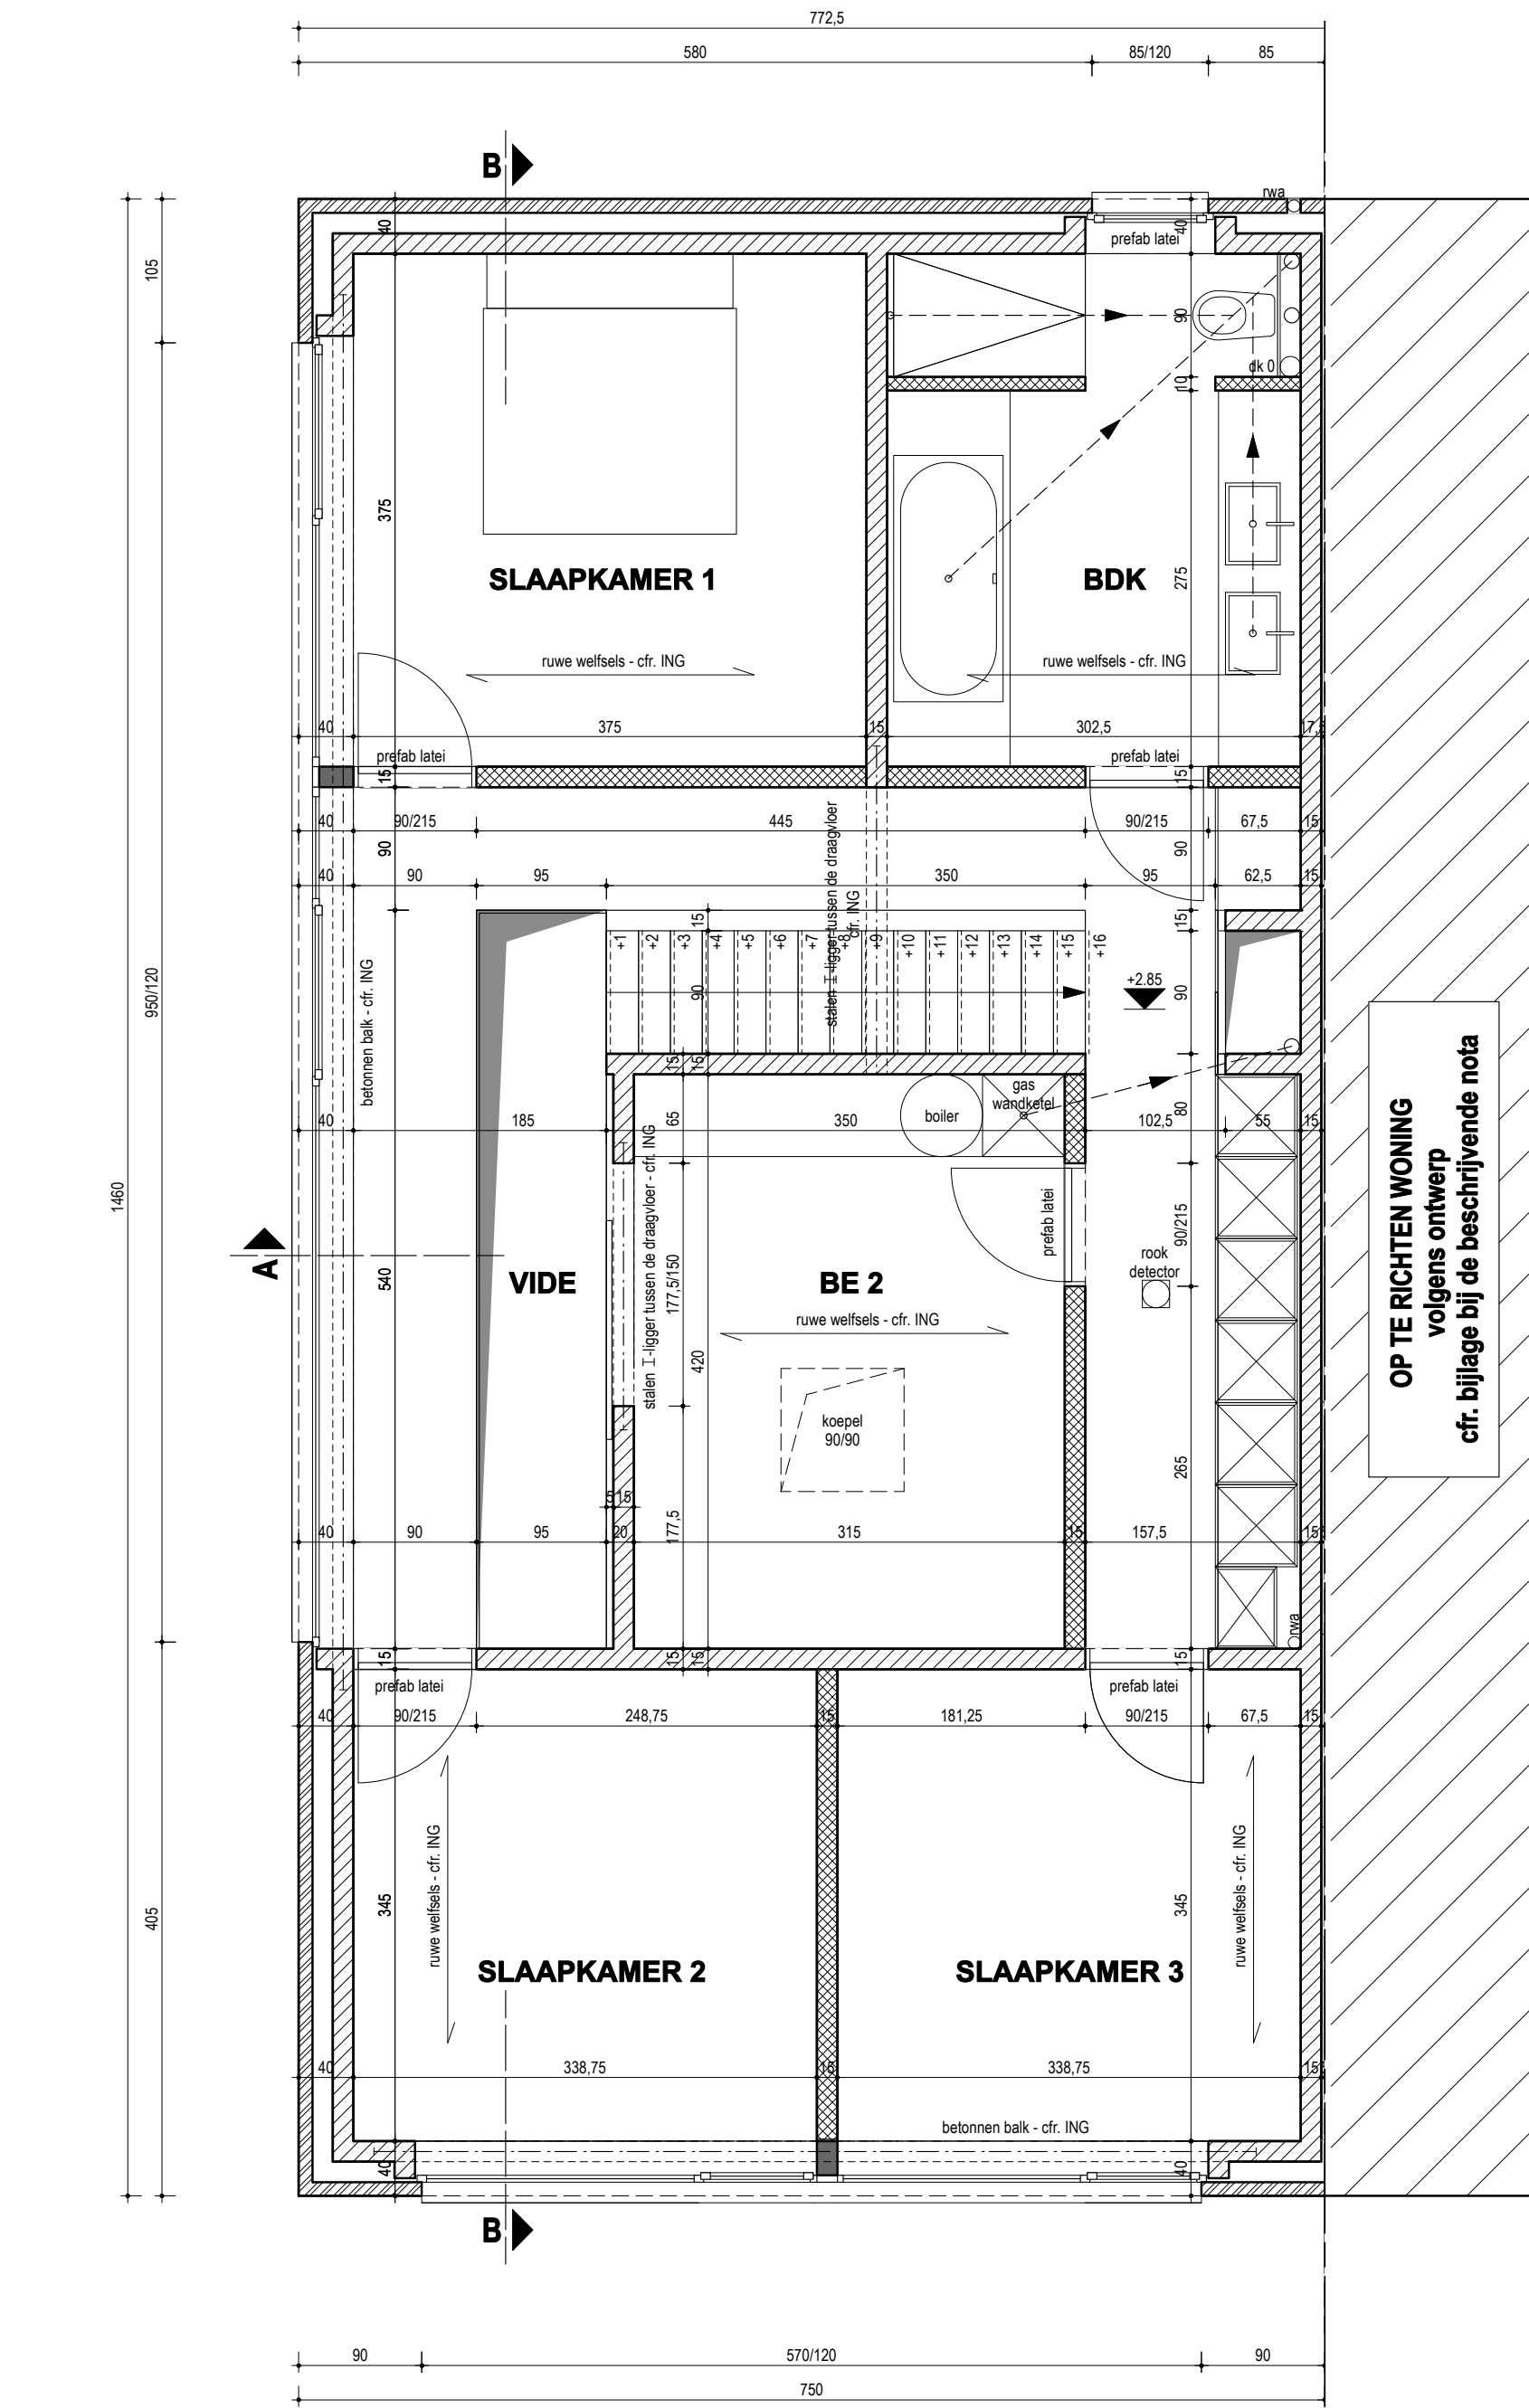 772,5
580
85/120
85
B
rwa
40
40
prefab latei
105
90
dk 0
10
375
275
SLAAPKAMER 1
BDK
ruwe welfsels - cfr. ING
ruwe welfsels - cfr. ING
40
375
15
302,5
prefab latei
prefab latei
15
15
40
90/215
445
90/215
67,5
15
90
90
stalen I-ligger tussen de draagvloer
cfr. ING
40
90
95
350
95
62,5
15
15
15
+1
+2
+3
+4
+5
+6
+7
+8
+9
+10
+11
+12
+13
+14
+15
+16
950/120
betonnen balk - cfr. ING
90
+2.85
90
15
15
gas
wandketel
boiler
65
80
40
185
350
102,5
55
15
1460
stalen I-ligger tussen de draagvloer - cfr. ING
prefab latei
90/215
OP TE RICHTEN WONING
volgens ontwerp
cfr. bijlage bij de beschrijvende nota
A
540
VIDE
177,5/150
BE 2
rook
detector
ruwe welfsels - cfr. ING
420
koepel
90/90
265
5
15
177,5
40
90
95
20
315
15
157,5
15
rwa
15
15
15
15
prefab latei
prefab latei
40
90/215
248,75
15
181,25
90/215
67,5
15
ruwe welfsels - cfr. ING
ruwe welfsels - cfr. ING
405
345
345
SLAAPKAMER 2
SLAAPKAMER 3
40
338,75
15
338,75
15
betonnen balk - cfr. ING
40
40
B
90
570/120
90
750